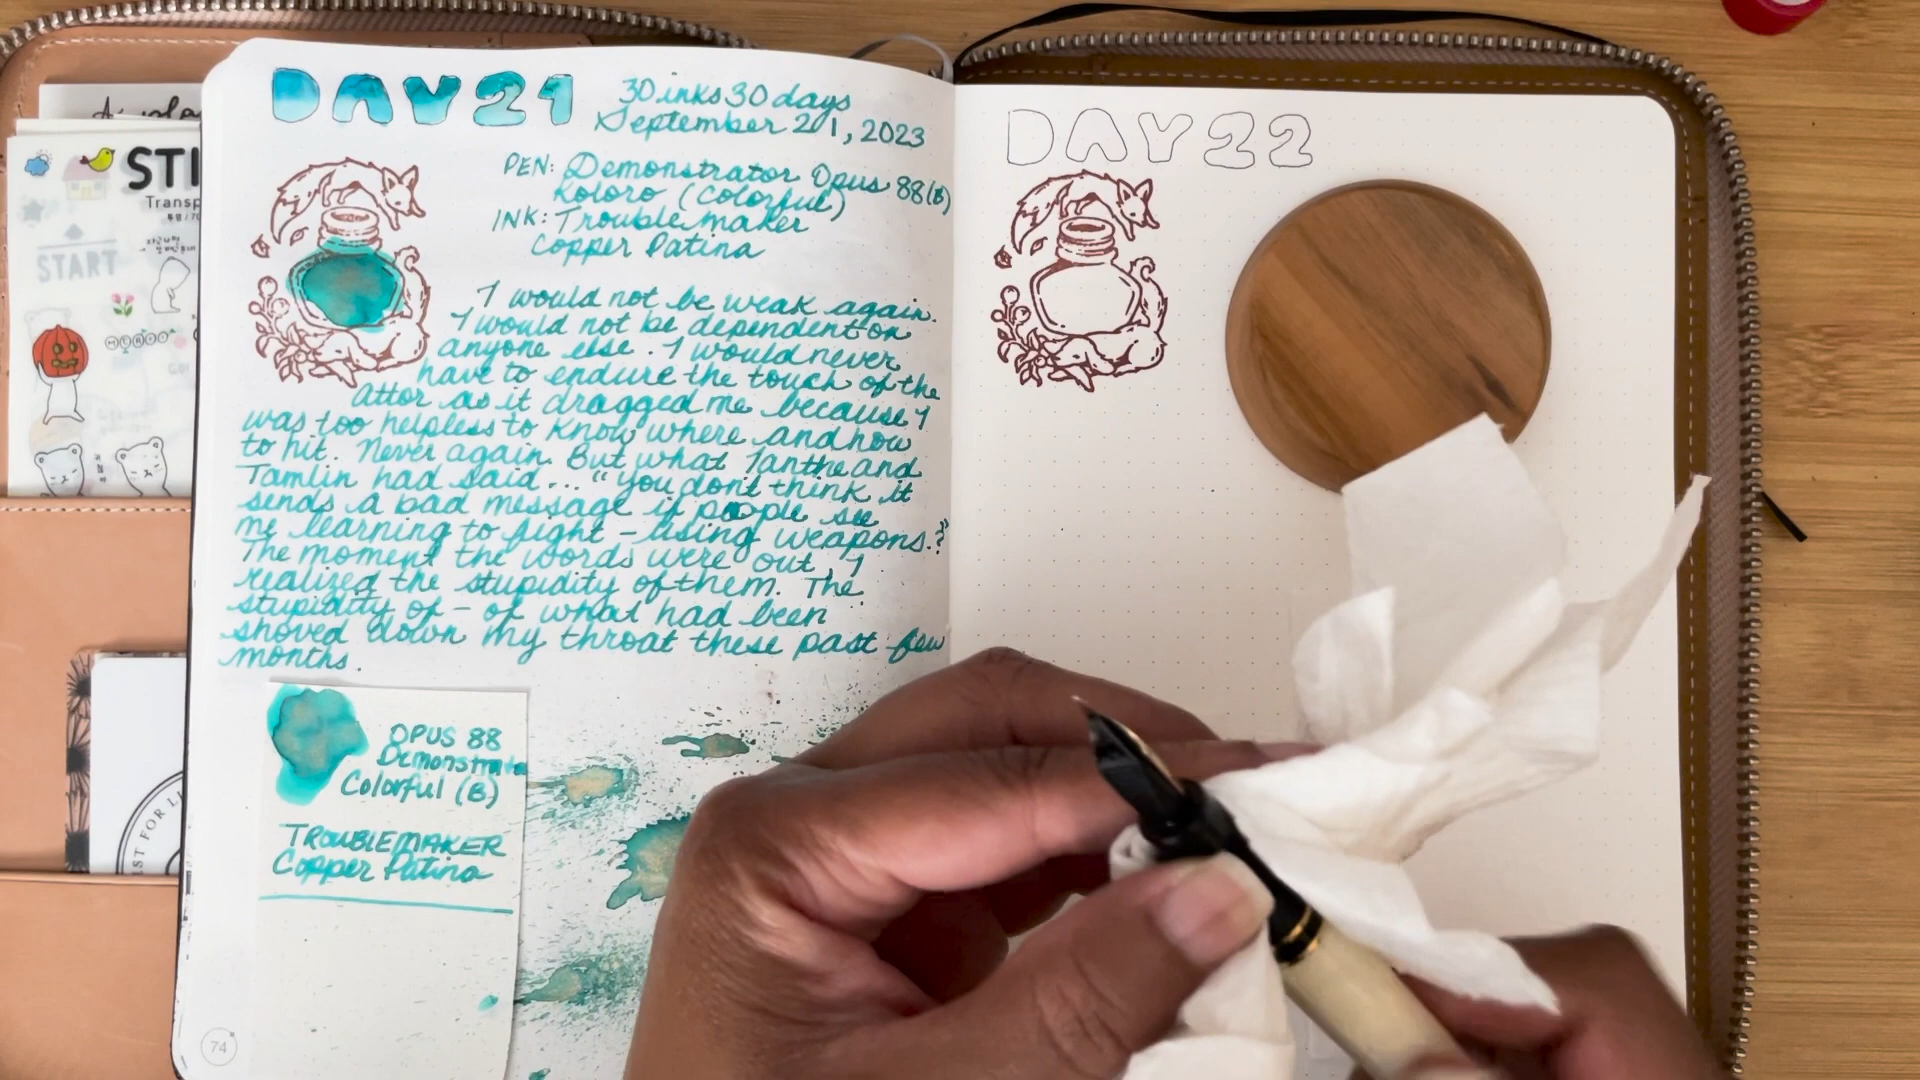 DAY 21
30 inks 30 days
September 21, 2023
PEN: Demonstrator Opus 88 (B)
Koloro (Colorful)
INK: Troublemaker
Copper Patina
I would not be weak again.
I would not be dependent on
anyone else. I would never
have to endure the touch of the
Attor as it dragged me because I
was too helpless to know where and how
to hit. Never again. But what Ianthe and
Tamlin had said... "you don't think it
sends a bad message if people see
me learning to fight - using weapons.?"
The moment the words were out, I
realized the stupidity of them. The
stupidity of - of what had been
shoved down my throat these past few
months.
OPUS 88
Demonstrator
Colorful (B)
TROUBLEMAKER
Copper Patina
74
DAY 22
STI
Transp
START